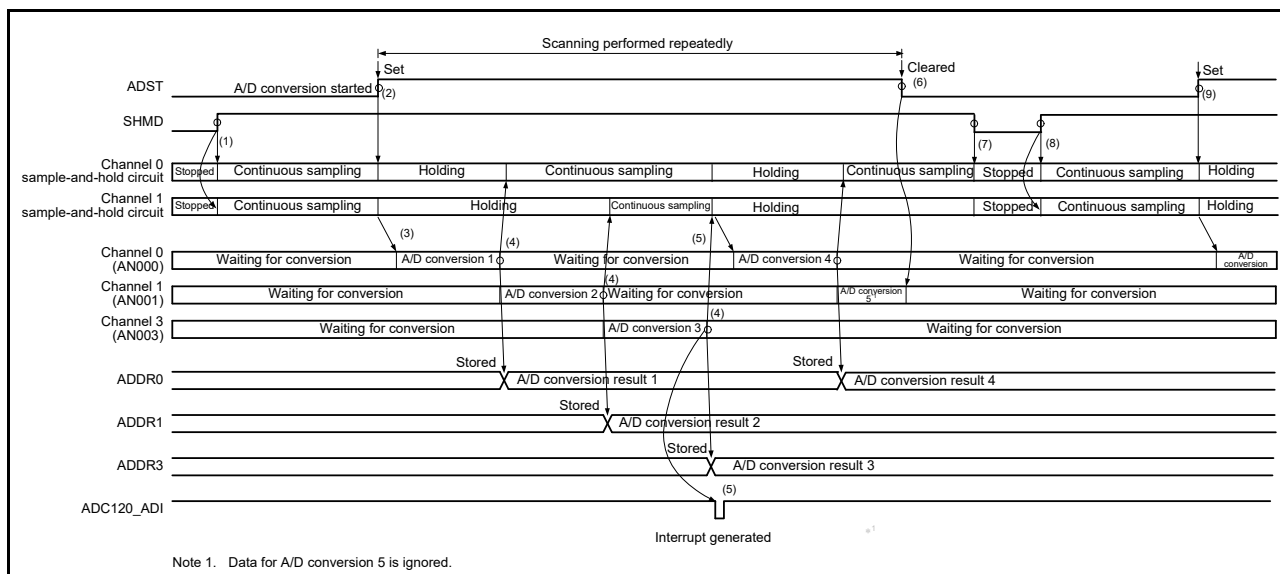 Scanning performed repeatedly
Set
Cleared
Set
ADST
A/D conversion started
(2)
(6)
(9)
SHMD
(1)
(7)
(8)
Channel 0
sample-and-hold circuit
Stopped
Continuous sampling
Holding
Continuous sampling
Holding
Continuous sampling
Stopped
Continuous sampling
Holding
Channel 1
sample-and-hold circuit
Stopped
Continuous sampling
Holding
Continuous sampling
Holding
Stopped
Continuous sampling
Holding
(3)
(4)
(5)
Channel 0
(AN000)
Waiting for conversion
A/D conversion 1
Waiting for conversion
A/D conversion 4
Waiting for conversion
A/D
conversion
(4)
Channel 1
(AN001)
Waiting for conversion
A/D conversion 2
Waiting for conversion
A/D conversion
5
Waiting for conversion
(4)
Channel 3
(AN003)
Waiting for conversion
A/D conversion 3
Waiting for conversion
Stored
ADDR0
A/D conversion result 1
A/D conversion result 4
Stored
ADDR1
A/D conversion result 2
Stored
ADDR3
A/D conversion result 3
(5)
ADC120_ADI
Interrupt generated
*1
Note 1. Data for A/D conversion 5 is ignored.